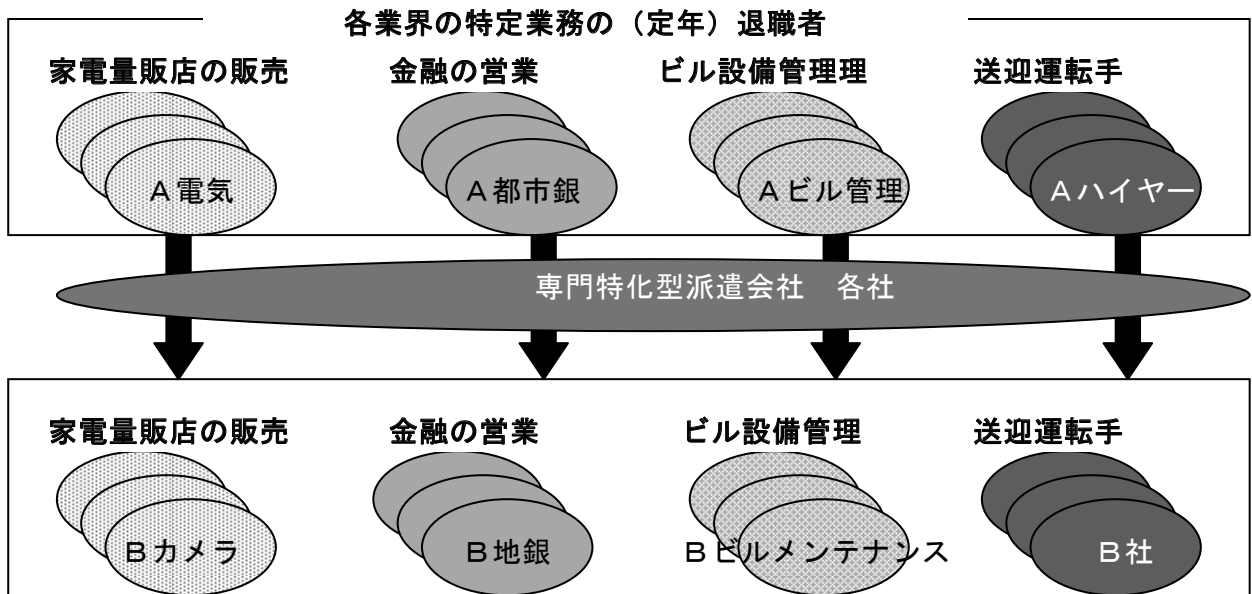 各業界の特定業務の（定年）退職者
家電量販店の販売 金融の営業 ビル設備管理理 送迎運転手
Ａ電気 Ａ都市銀 Ａビル管理 Ａハイヤー
専門特化型派遣会社　各社
家電量販店の販売 金融の営業 ビル設備管理 送迎運転手
Ｂカメラ Ｂ地銀 Ｂビルメンテナンス Ｂ社